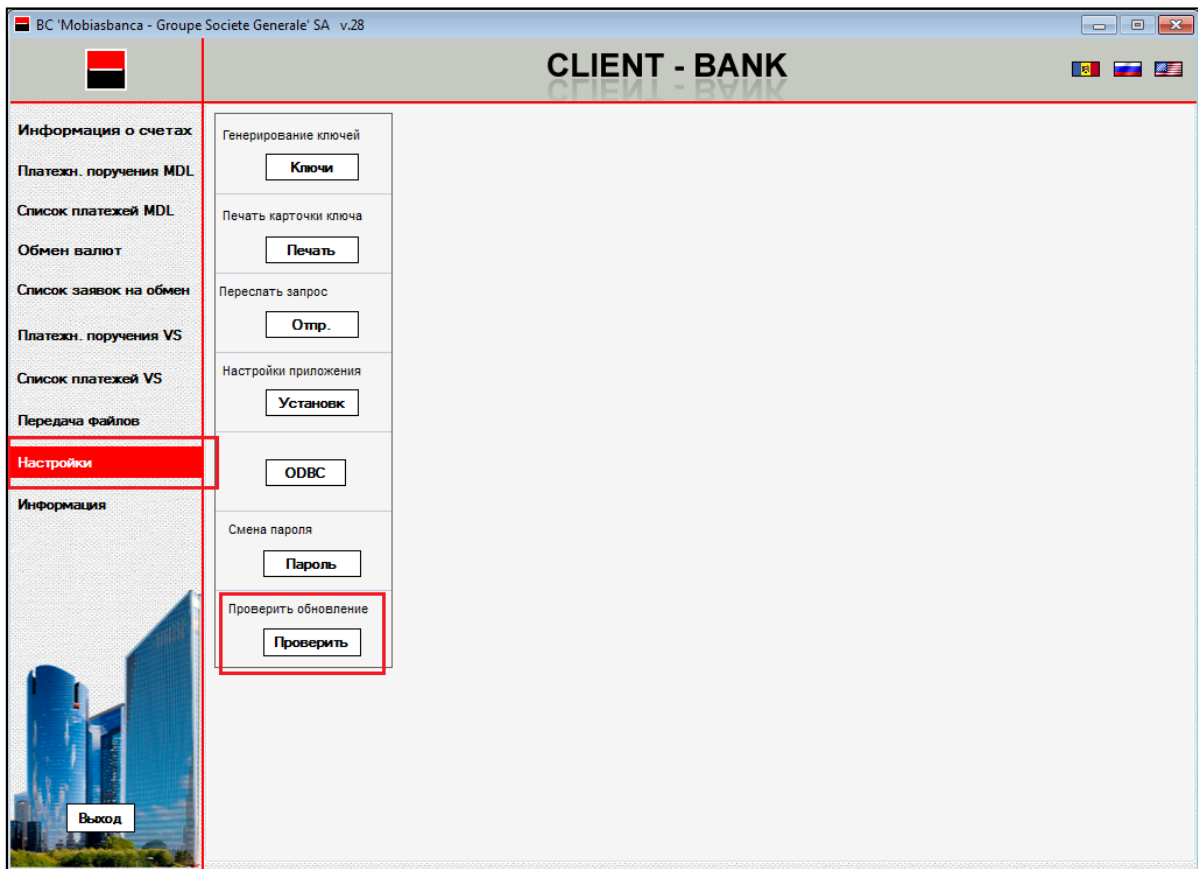 BC 'Mobiasbanca - Groupe Societe Generale' SA v.28
CLIENT - BANK
Информация о счетах
Платежн. поручения MDL
Список платежей MDL
Обмен валют
Список заявок на обмен
Платежн. поручения VS
Список платежей VS
Передача файлов
Настройки
Информация
Выход
Генерирование ключей
Ключи
Печать карточки ключа
Печать
Переслать запрос
Отпр.
Настройки приложения
Установк
ODBC
Смена пароля
Пароль
Проверить обновление
Проверить